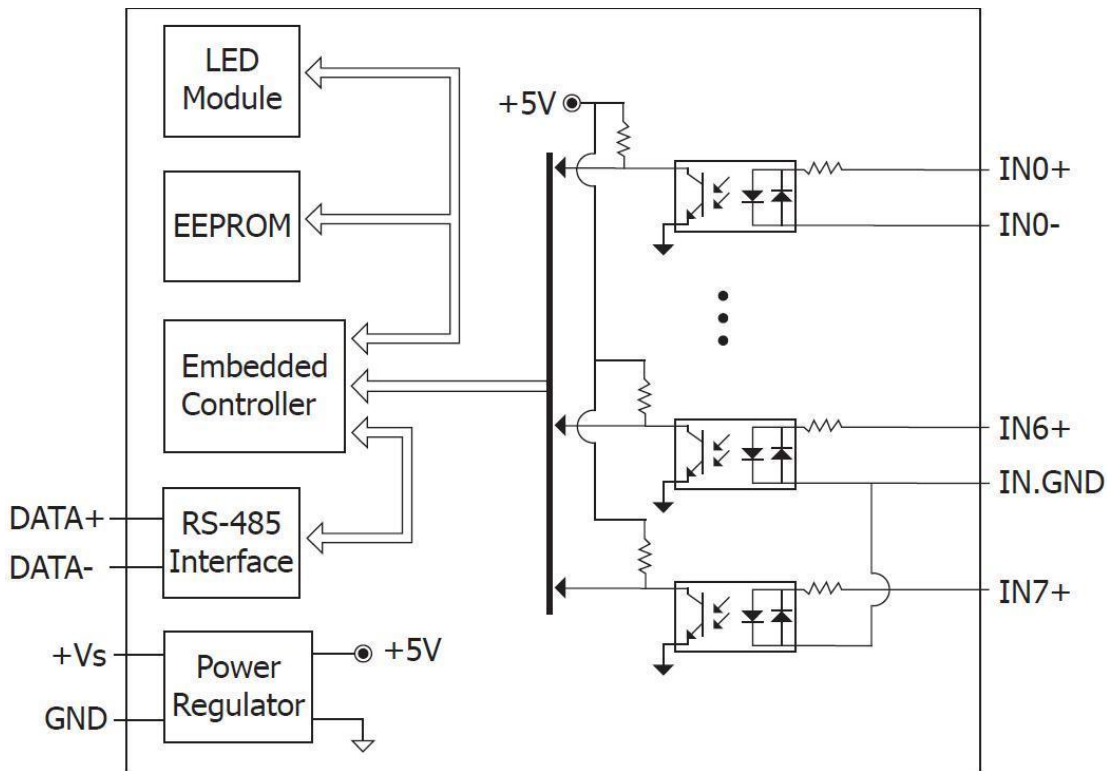 LED
Module
EEPROM
Embedded
Controller
RS-485
Interface
Power
Regulator
DATA+
DATA-
+Vs
GND
+5V
+5V
IN0+
IN0-
IN6+
IN.GND
IN7+